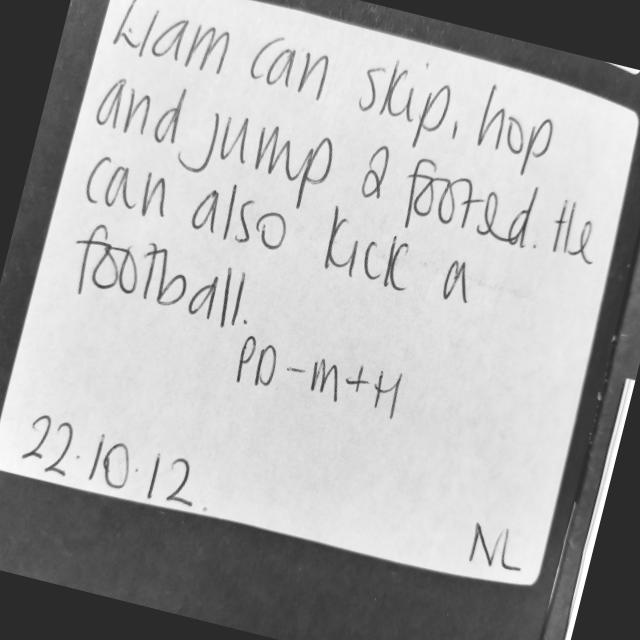 Liam can skip, hop
and jump 2 footed. He
can also kick a
football.
PD-M+H
22.10.12.
NL